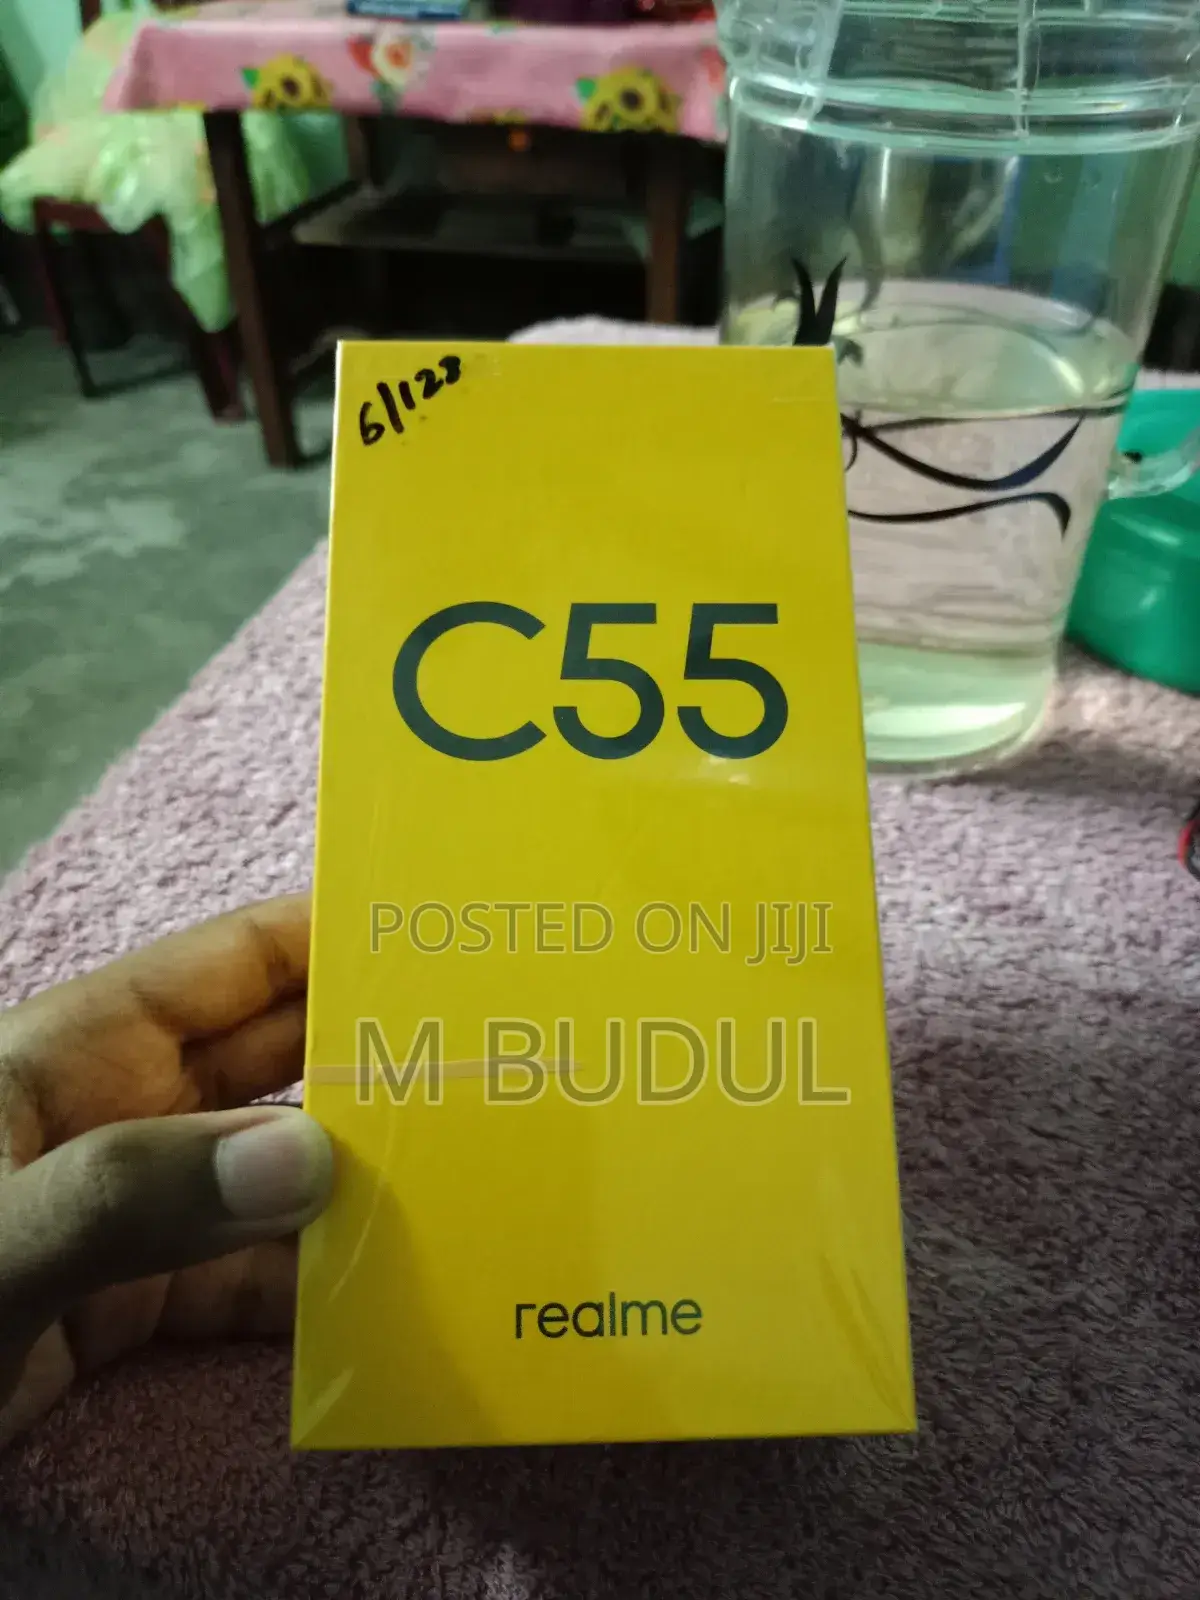 6/128
C55
POSTED ON JIJI
M BUDUL
realme